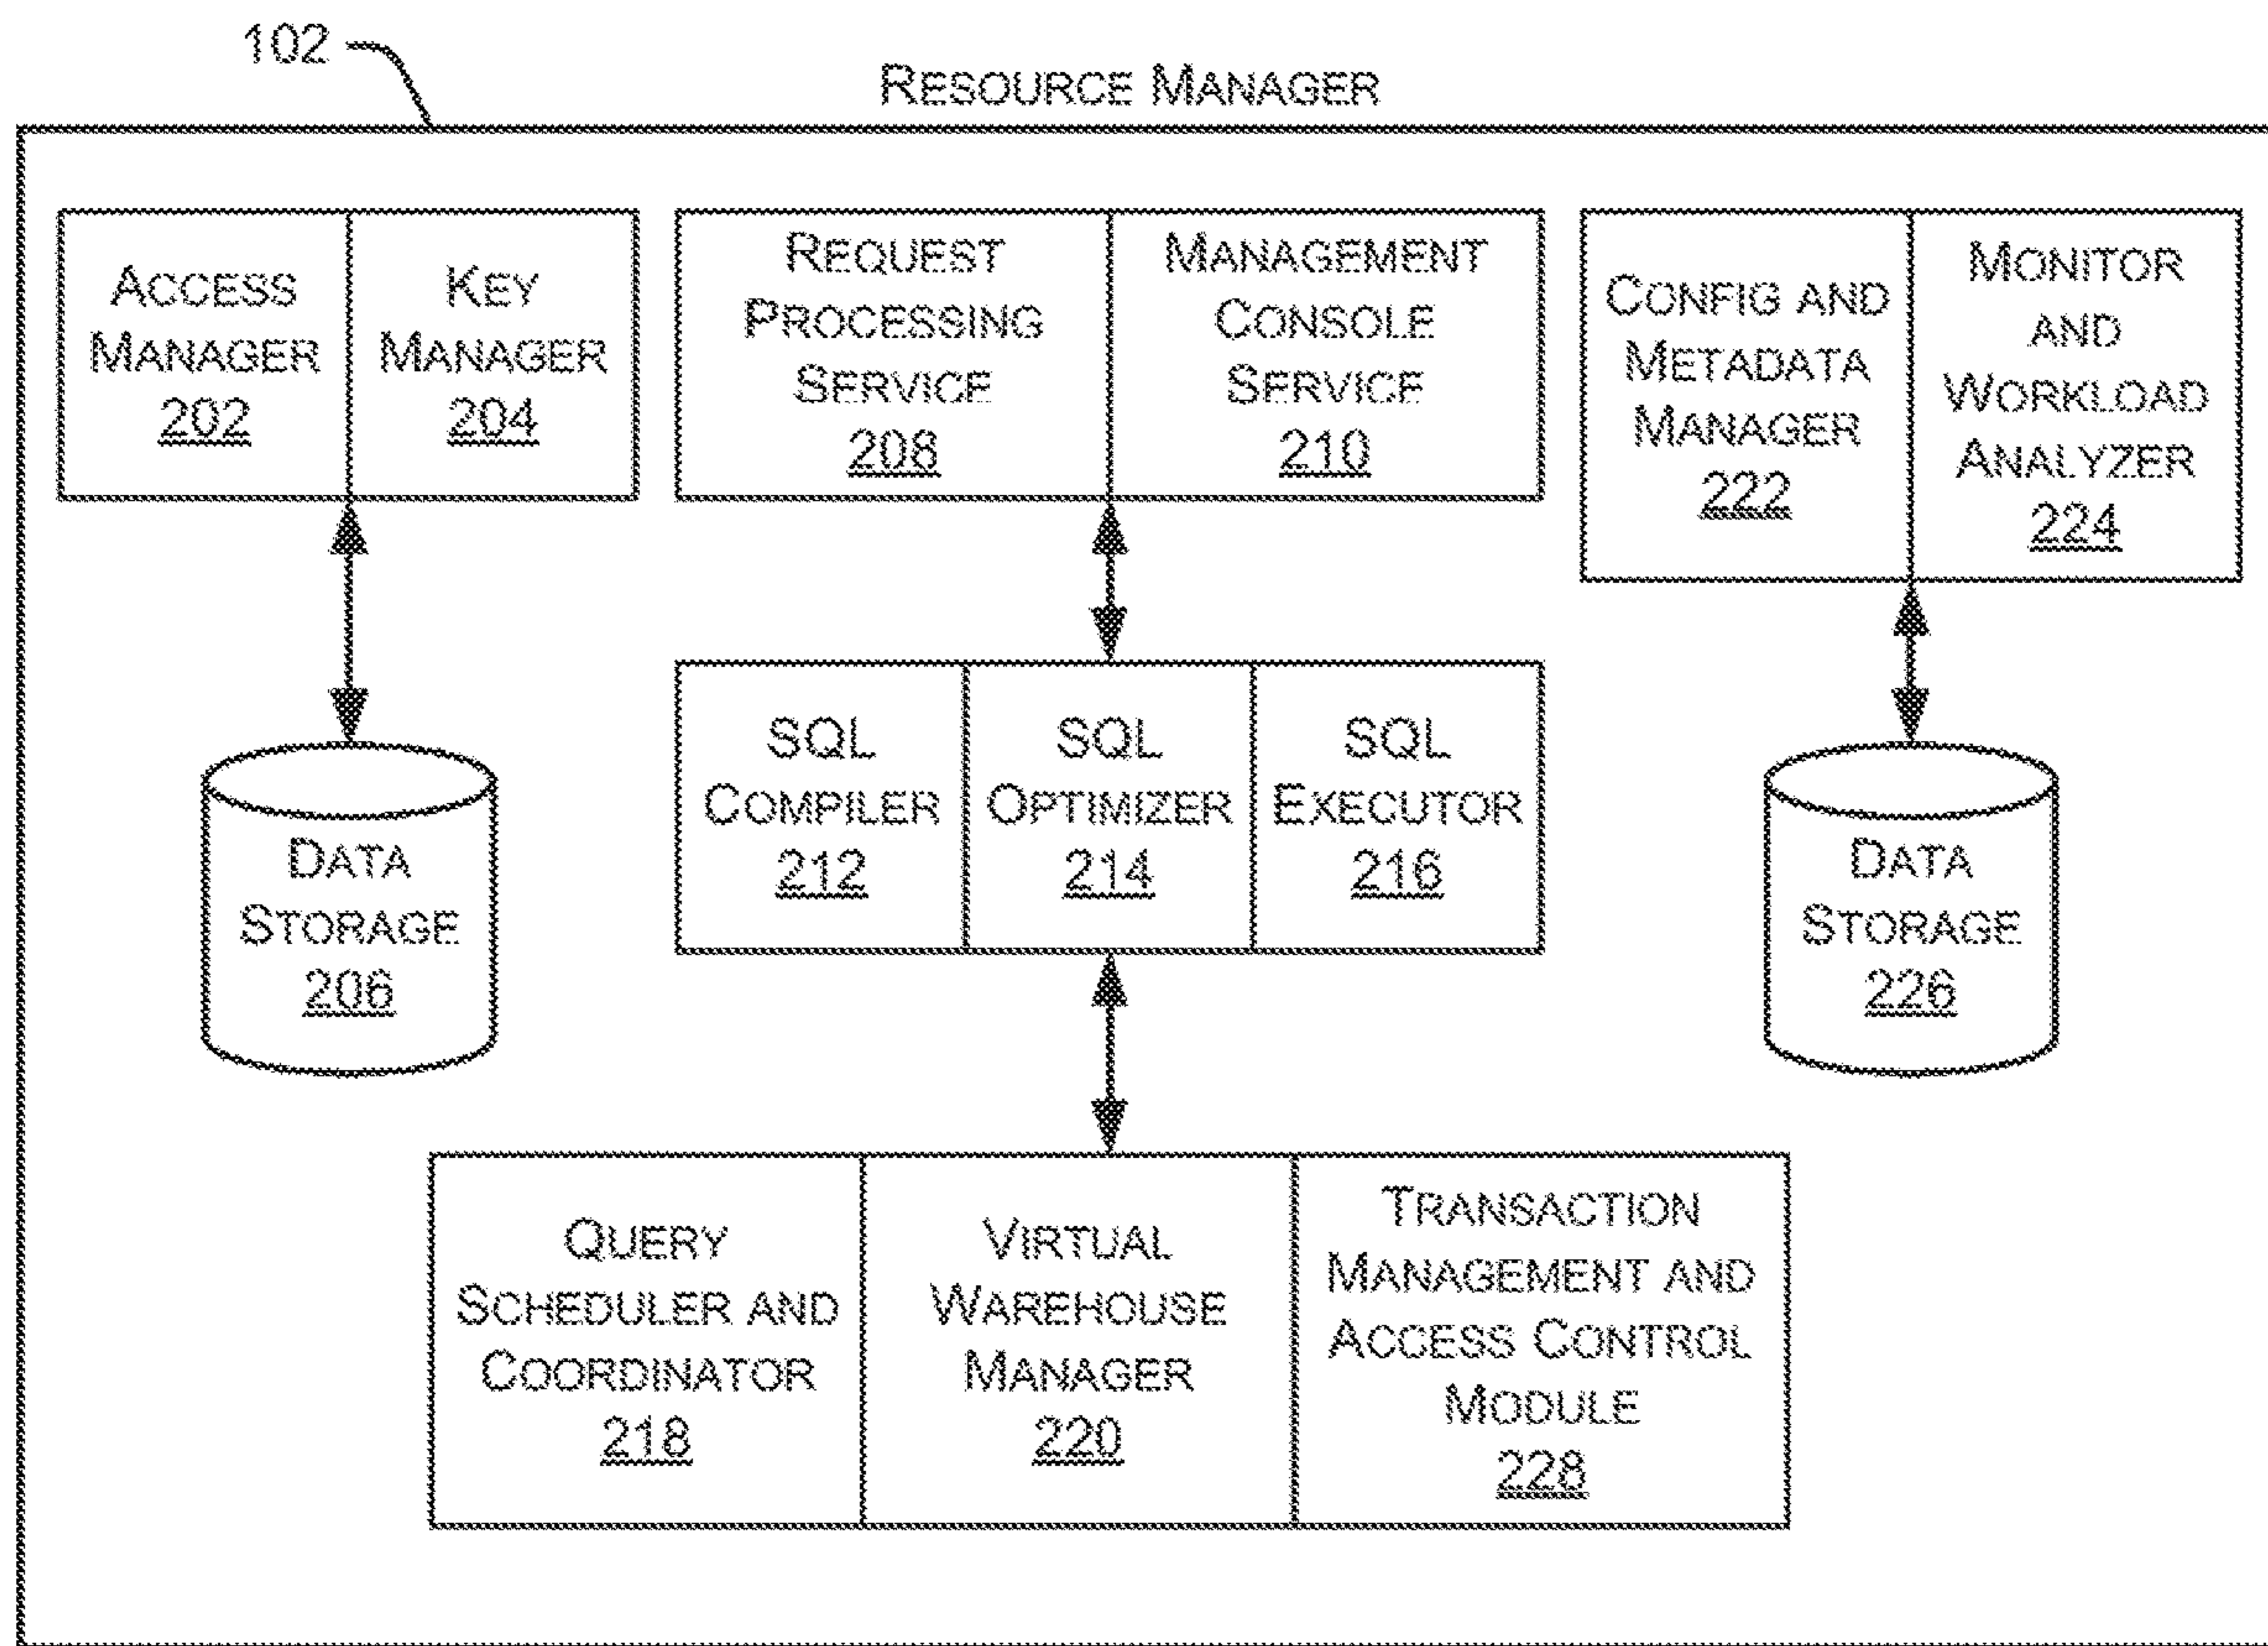 102
RESOURCE MANAGER
ACCESS
MANAGER
202
KEY
MANAGER
204
REQUEST
PROCESSING
SERVICE
208
MANAGEMENT
CONSOLE
SERVICE
210
CONFIG AND
METADATA
MANAGER
222
MONITOR
AND
WORKLOAD
ANALYZER
224
DATA
STORAGE
206
SQL
COMPILER
212
SQL
OPTIMIZER
214
SQL
EXECUTOR
216
DATA
STORAGE
226
QUERY
SCHEDULER AND
COORDINATOR
218
VIRTUAL
WAREHOUSE
MANAGER
220
TRANSACTION
MANAGEMENT AND
ACCESS CONTROL
MODULE
228